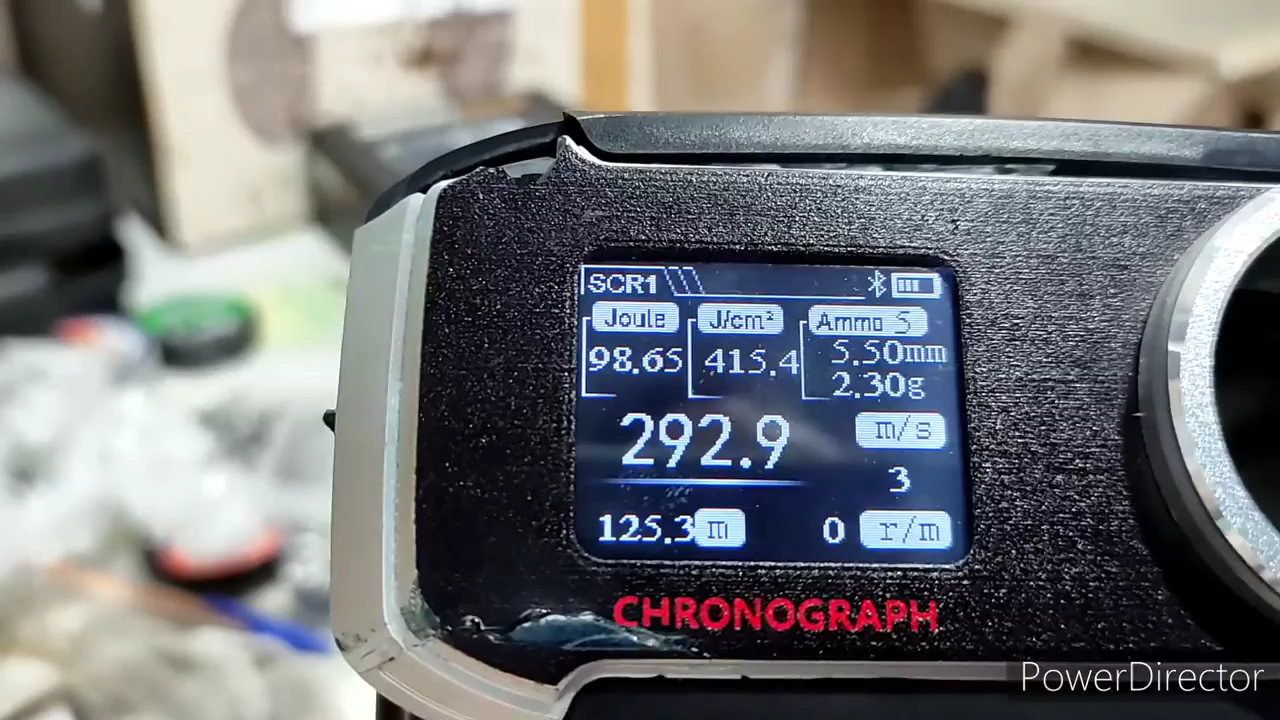 SCR1
Joule J/cm² Ammo 5
98.65 415.4 5.50mm
2.30g
292.9 m/s
3
125.3 m 0 r/m
CHRONOGRAPH
PowerDirector